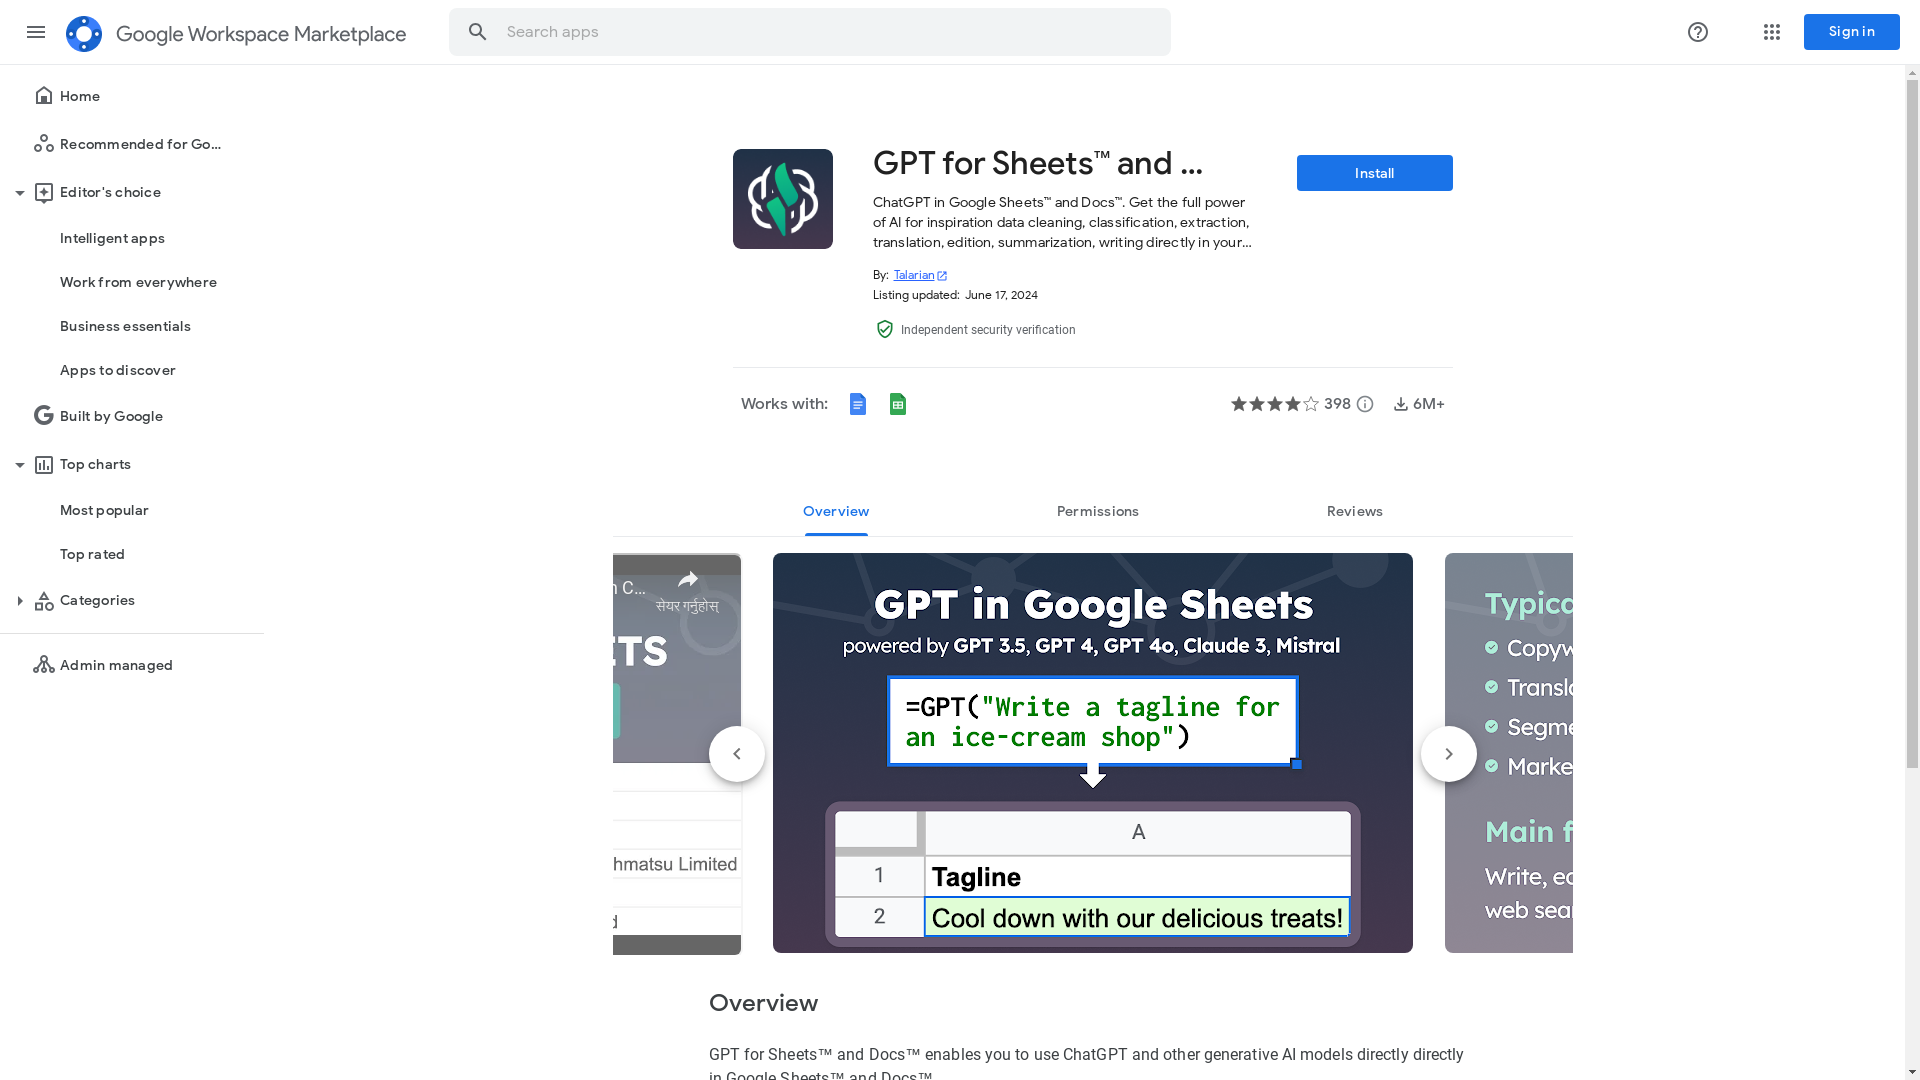 Google Workspace Marketplace
Search apps
Sign in
Home
Recommended for Go...
Editor's choice
Intelligent apps
Work from everywhere
Business essentials
Apps to discover
Built by Google
Top charts
Most popular
Top rated
Categories
Admin managed
GPT for Sheets™ and ...
Install
ChatGPT in Google Sheets™ and Docs™. Get the full power
of AI for inspiration data cleaning, classification, extraction,
translation, edition, summarization, writing directly in your...
By: Talarian
Listing updated: June 17, 2024
Independent security verification
Works with:
398
6M+
Overview
Permissions
Reviews
n C...
सेयर गर्नुहोस्
ETS
hmatsu Limited
d
GPT in Google Sheets
powered by GPT 3.5, GPT 4, GPT 4o, Claude 3, Mistral
=GPT("Write a tagline for
an ice-cream shop")
A
1 Tagline
2 Cool down with our delicious treats!
Typica
Copyw
Transla
Segme
Marke
Main f
Write, ed
web sear
Overview
GPT for Sheets™ and Docs™ enables you to use ChatGPT and other generative AI models directly directly
in Google Sheets™ and Docs™